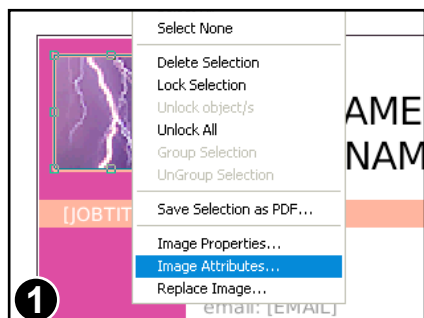 Select None
Delete Selection
Lock Selection
Unlock object/s
Unlock All
Group Selection
UnGroup Selection
Save Selection as PDF...
Image Properties...
Image Attributes...
Replace Image...
AME
NAM
[JOBTIT
email: [EMAIL]
1